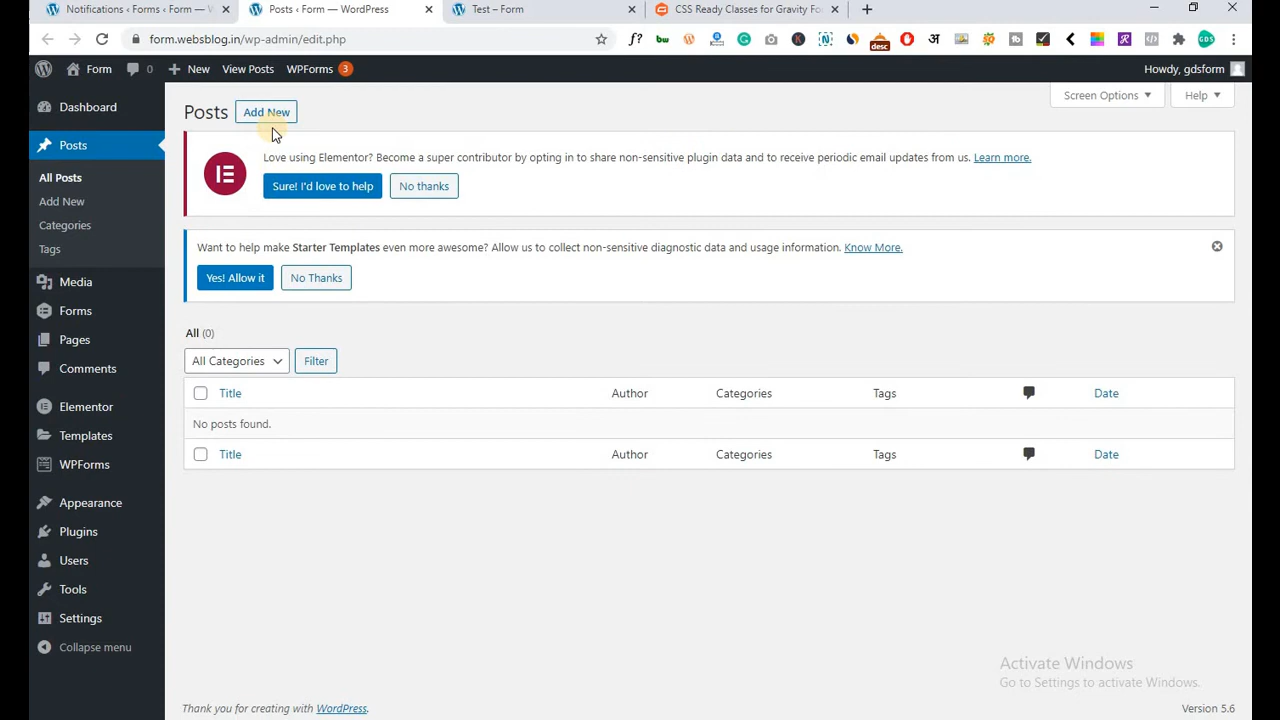 Notifications ‹ Forms ‹ Form — W
Posts ‹ Form — WordPress
Test – Form
CSS Ready Classes for Gravity Fo
form.websblog.in/wp-admin/edit.php
Form
0
New
View Posts
WPForms
3
Howdy, gdsform
Dashboard
Posts
All Posts
Add New
Categories
Tags
Media
Forms
Pages
Comments
Elementor
Templates
WPForms
Appearance
Plugins
Users
Tools
Settings
Collapse menu
Screen Options
Help
Posts
Add New
Love using Elementor? Become a super contributor by opting in to share non-sensitive plugin data and to receive periodic email updates from us. Learn more.
Sure! I'd love to help
No thanks
Want to help make Starter Templates even more awesome? Allow us to collect non-sensitive diagnostic data and usage information. Know More.
Yes! Allow it
No Thanks
All (0)
All Categories
Filter
Title Author Categories Tags Date
No posts found.
Title Author Categories Tags Date
Activate Windows
Go to Settings to activate Windows.
Thank you for creating with WordPress.
Version 5.6